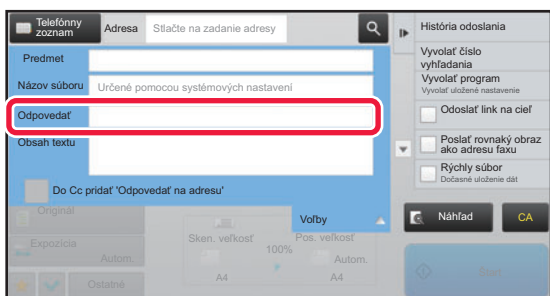 Telefónny
zoznam
Adresa
Stlačte na zadanie adresy
Predmet
Názov súboru
Určené pomocou systémových nastavení
Odpovedať
Obsah textu
Do Cc pridať 'Odpovedať na adresu'
Voľby
Originál
Expozícia
Autom.
Ostatné
Sken. veľkosť
100%
Pos. veľkosť
Autom.
A4
A4
História odoslania
Vyvolať číslo
vyhľadania
Vyvolať program
Vyvolať uložené nastavenie
Odoslať link na cieľ
Poslať rovnaký obraz
ako adresu faxu
Rýchly súbor
Dočasné uloženie dát
Náhľad
CA
Štart